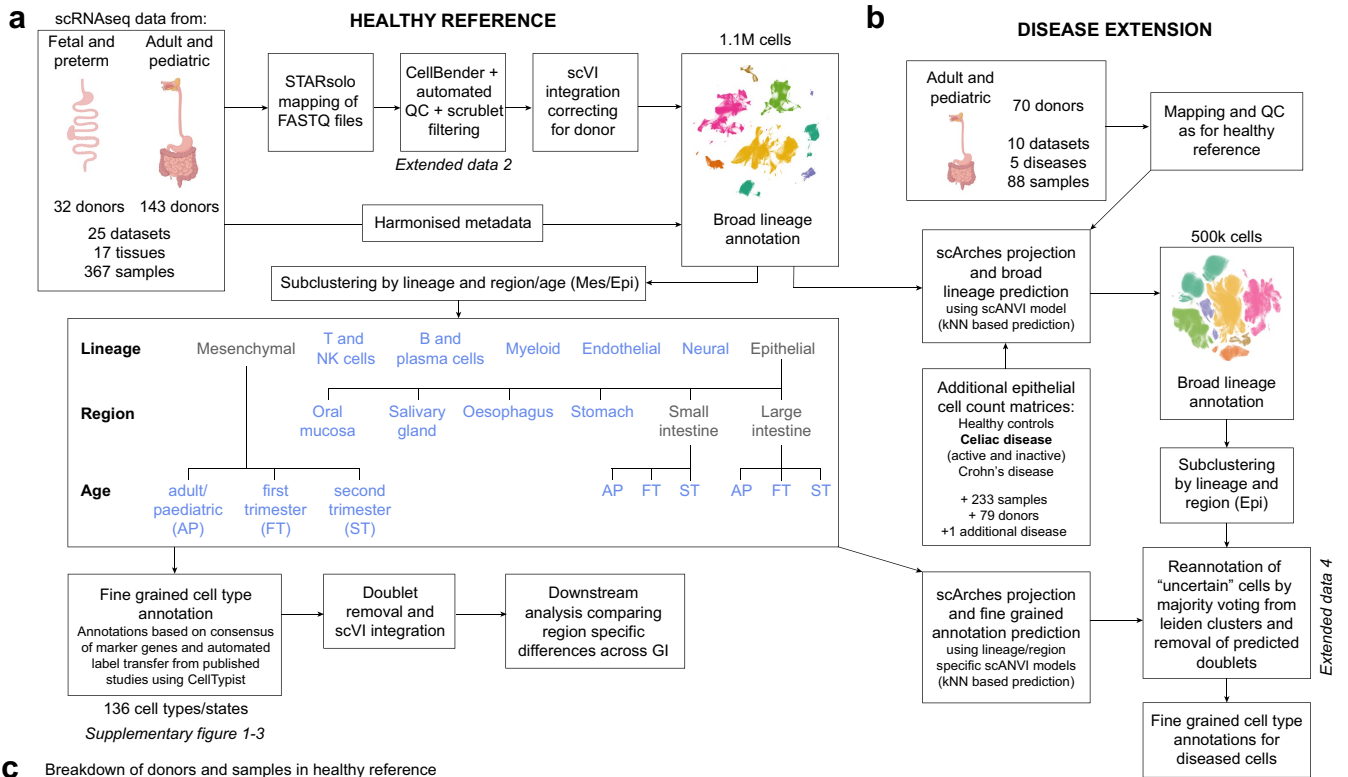 a
scRNAseq data from:
HEALTHY REFERENCE
Fetal and
preterm
Adult and
pediatric
32 donors
143 donors
25 datasets
17 tissues
367 samples
STARsolo
mapping of
FASTQ files
CellBender +
automated
QC + scrublet
filtering
Extended data 2
scVI
integration
correcting
for donor
1.1M cells
Broad lineage
annotation
Harmonised metadata
Subclustering by lineage and region/age (Mes/Epi)
Lineage
Mesenchymal
T and
NK cells
B and
plasma cells
Myeloid
Endothelial
Neural
Epithelial
Region
Oral
mucosa
Salivary
gland
Oesophagus
Stomach
Small
intestine
Large
intestine
Age
adult/
paediatric
(AP)
first
trimester
(FT)
second
trimester
(ST)
AP
FT
ST
AP
FT
ST
Fine grained cell type
annotation
Annotations based on consensus
of marker genes and automated
label transfer from published
studies using CellTypist
136 cell types/states
Supplementary figure 1-3
Doublet
removal and
scVI integration
Downstream
analysis comparing
region specific
differences across GI
b
DISEASE EXTENSION
Adult and
pediatric
70 donors
10 datasets
5 diseases
88 samples
Mapping and QC
as for healthy
reference
scArches projection
and broad
lineage prediction
using scANVI model
(kNN based prediction)
500k cells
Broad lineage
annotation
Additional epithelial
cell count matrices:
Healthy controls
Celiac disease
(active and inactive)
Crohn's disease
+ 233 samples
+ 79 donors
+1 additional disease
Subclustering
by lineage and
region (Epi)
scArches projection
and fine grained
annotation prediction
using lineage/region
specific scANVI models
(kNN based prediction)
Reannotation of
“uncertain” cells by
majority voting from
leiden clusters and
removal of predicted
doublets
Extended data 4
Fine grained cell type
annotations for
diseased cells
c
Breakdown of donors and samples in healthy reference